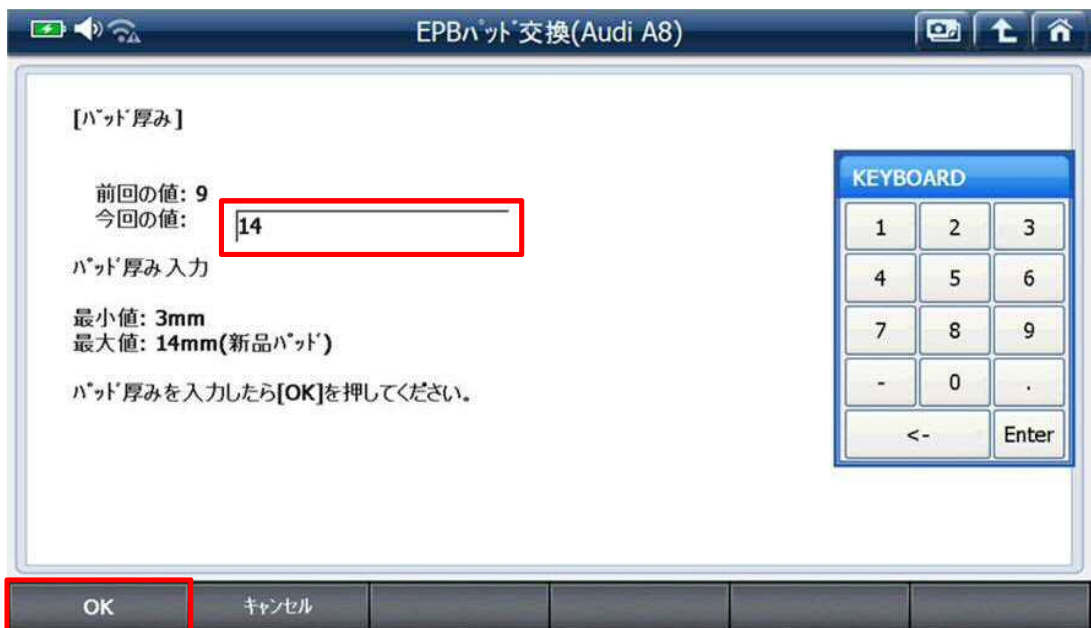 EPBﾊﾟｯﾄﾞ交換(Audi A8)
[ﾊﾟｯﾄﾞ厚み]
前回の値: 9
今回の値: 14
ﾊﾟｯﾄﾞ厚み入力
最小値: 3mm
最大値: 14mm(新品ﾊﾟｯﾄﾞ)
ﾊﾟｯﾄﾞ厚みを入力したら[OK]を押してください。
KEYBOARD
1 2 3
4 5 6
7 8 9
- 0 .
<- Enter
OK ｷｬﾝｾﾙ